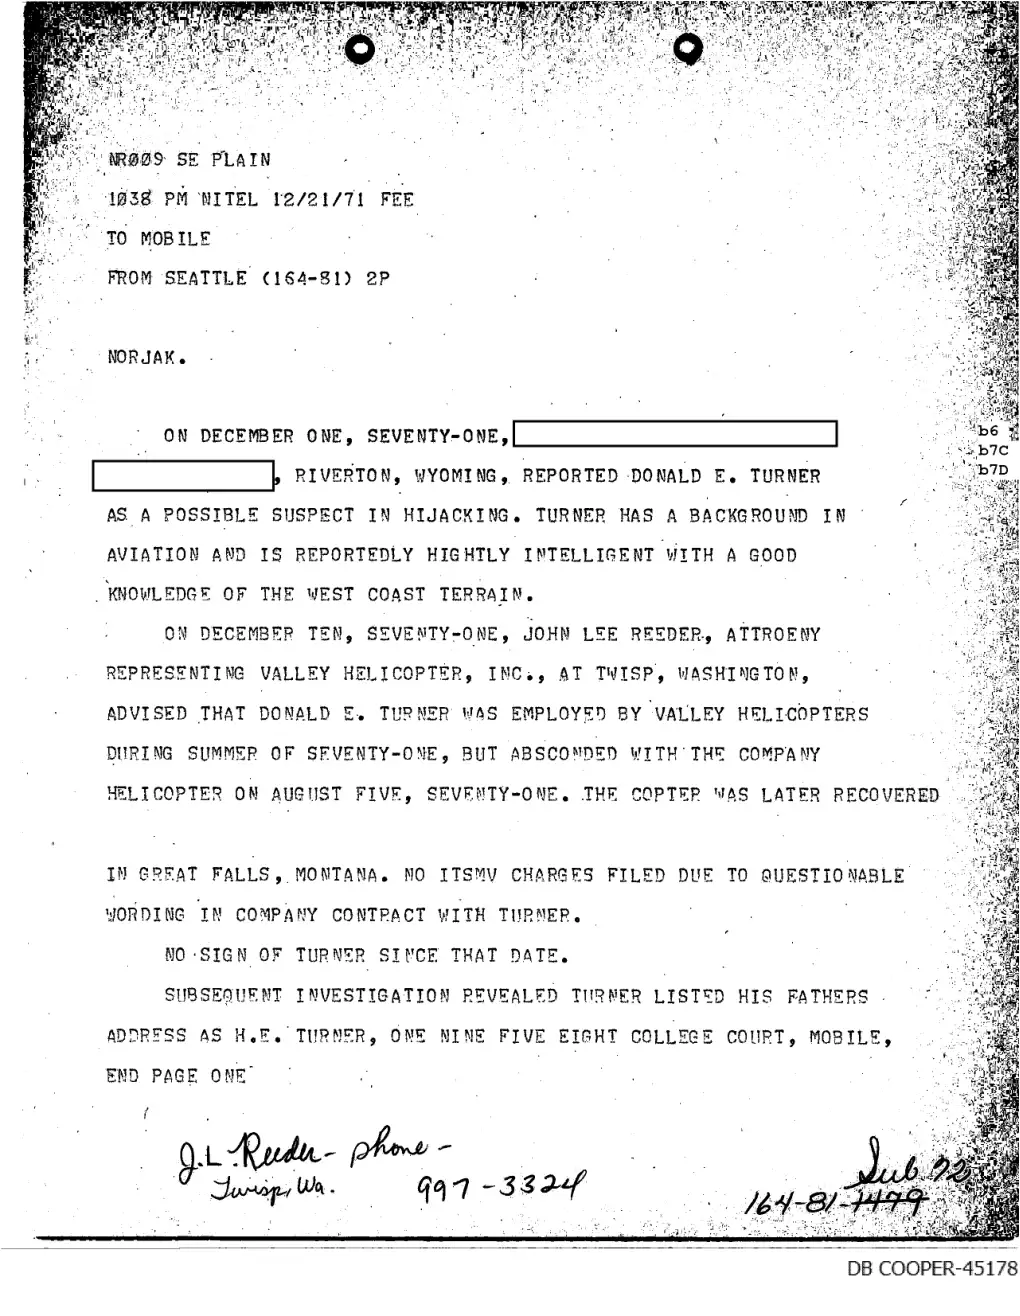 NR009 SE PLAIN
1038 PM NITEL 12/21/71 FEE
TO MOBILE
FROM SEATTLE (164-81) 2P
NORJAK.
ON DECEMBER ONE, SEVENTY-ONE,
b6
b7C
b7D
, RIVERTON, WYOMING, REPORTED DONALD E. TURNER
AS A POSSIBLE SUSPECT IN HIJACKING. TURNER HAS A BACKGROUND IN
AVIATION AND IS REPORTEDLY HIGHTLY INTELLIGENT WITH A GOOD
KNOWLEDGE OF THE WEST COAST TERRAIN.
ON DECEMBER TEN, SEVENTY-ONE, JOHN LEE REEDER, ATTROENY
REPRESENTING VALLEY HELICOPTER, INC., AT TWISP, WASHINGTON,
ADVISED THAT DONALD E. TURNER WAS EMPLOYED BY VALLEY HELICOPTERS
DURING SUMMER OF SEVENTY-ONE, BUT ABSCONDED WITH THE COMPANY
HELICOPTER ON AUGUST FIVE, SEVENTY-ONE. THE COPTER WAS LATER RECOVERED
IN GREAT FALLS, MONTANA. NO ITSMV CHARGES FILED DUE TO QUESTIONABLE
WORDING IN COMPANY CONTRACT WITH TURNER.
NO SIGN OF TURNER SINCE THAT DATE.
SUBSEQUENT INVESTIGATION REVEALED TURNER LISTED HIS FATHERS
ADDRESS AS H.E. TURNER, ONE NINE FIVE EIGHT COLLEGE COURT, MOBILE,
END PAGE ONE
J.L. Reeder - phone -
Twisp, Wa. 997-3324
Sub 72
164-81-1479
DB COOPER-45178